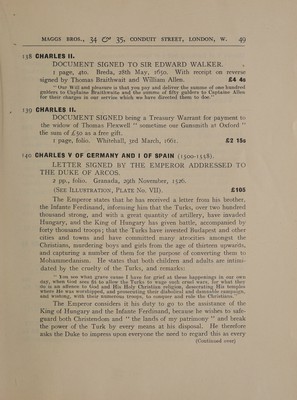 MAGGS BROS., 34 & 35, CONDUIT STREET, LONDON, W. 49
138 CHARLES II.
DOCUMENT SIGNED TO SIR EDWARD WALKER.
1 page, 4to. Breda, 28th May, 1650. With receipt on reverse
signed by Thomas Braithwait and William Allen. £4 4s
"Our Will and pleasure is that you pay and deliver the summe of one hundred
guilders to Captaine Braithwaite and the summe of fifty guilders to Captaine Allen
for their charges in our service which we have directed them to doe."
139 CHARLES II.
DOCUMENT SIGNED being a Treasury Warrant for payment to
the widow of Thomas Flexwell "sometime our Gunsmith at Oxford"
the sum of £50 as a free gift.
1 page, folio. Whitehall, 3rd March, 1661. £2 15s
140 CHARLES V OF GERMANY AND I OF SPAIN (1500-1558).
LETTER SIGNED BY THE EMPEROR ADDRESSED TO
THE DUKE OF ARCOS.
2 pp., folio. Granada, 29th November, 1526.
(SEE ILLUSTRATION, PLATE No. VII). £105
The Emperor states that he has received a letter from his brother,
the Infante Ferdinand, informing him that the Turks, over two hundred
thousand strong, and with a great quantity of artillery, have invaded
Hungary, and the King of Hungary has given battle, accompanied by
forty thousand troops; that the Turks have invested Budapest and other
cities and towns and have committed many atrocities amongst the
Christians, murdering boys and girls from the age of thirteen upwards,
and capturing a number of them for the purpose of converting them to
Mohammedanism. He states that both children and adults are intimi-
dated by the cruelty of the Turks, and remarks:
"You see what grave cause I have for grief as these happenings in our own
day, when God sees fit to allow the Turks to wage such cruel wars, for what they
do is an offence to God and His Holy Christian religion, desecrating His temples
where He was worshipped, and prosecuting their diabolical and damnable campaign,
and wishing, with their numerous troops, to conquer and rule the Christians."
The Emperor considers it his duty to go to the assistance of the
King of Hungary and the Infante Ferdinand, because he wishes to safe-
guard both Christendom and "the lands of my patrimony" and break
the power of the Turk by every means at his disposal. He therefore
asks the Duke to impress upon everyone the need to regard this as every
(Continued over)